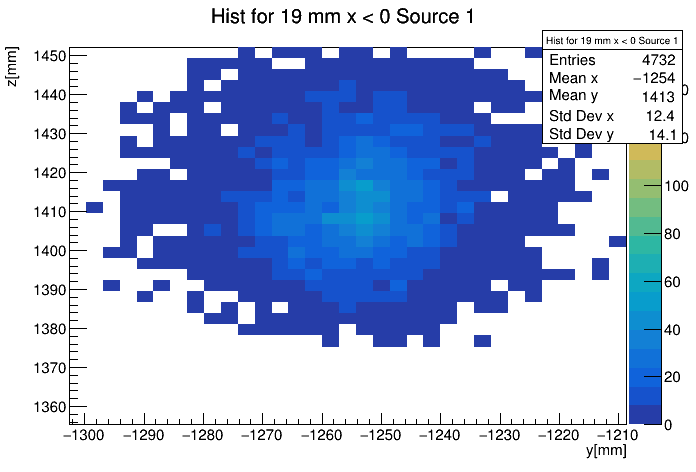 Hist for 19 mm x < 0 Source 1
Hist for 19 mm x < 0 Source 1
Entries 4732
Mean x −1254
Mean y 1413
Std Dev x 12.4
Std Dev y 14.1
z[mm]
1450
1440
1430
1420
1410
1400
1390
1380
1370
1360
−1300 −1290 −1280 −1270 −1260 −1250 −1240 −1230 −1220 −1210
y[mm]
100
80
60
40
20
0